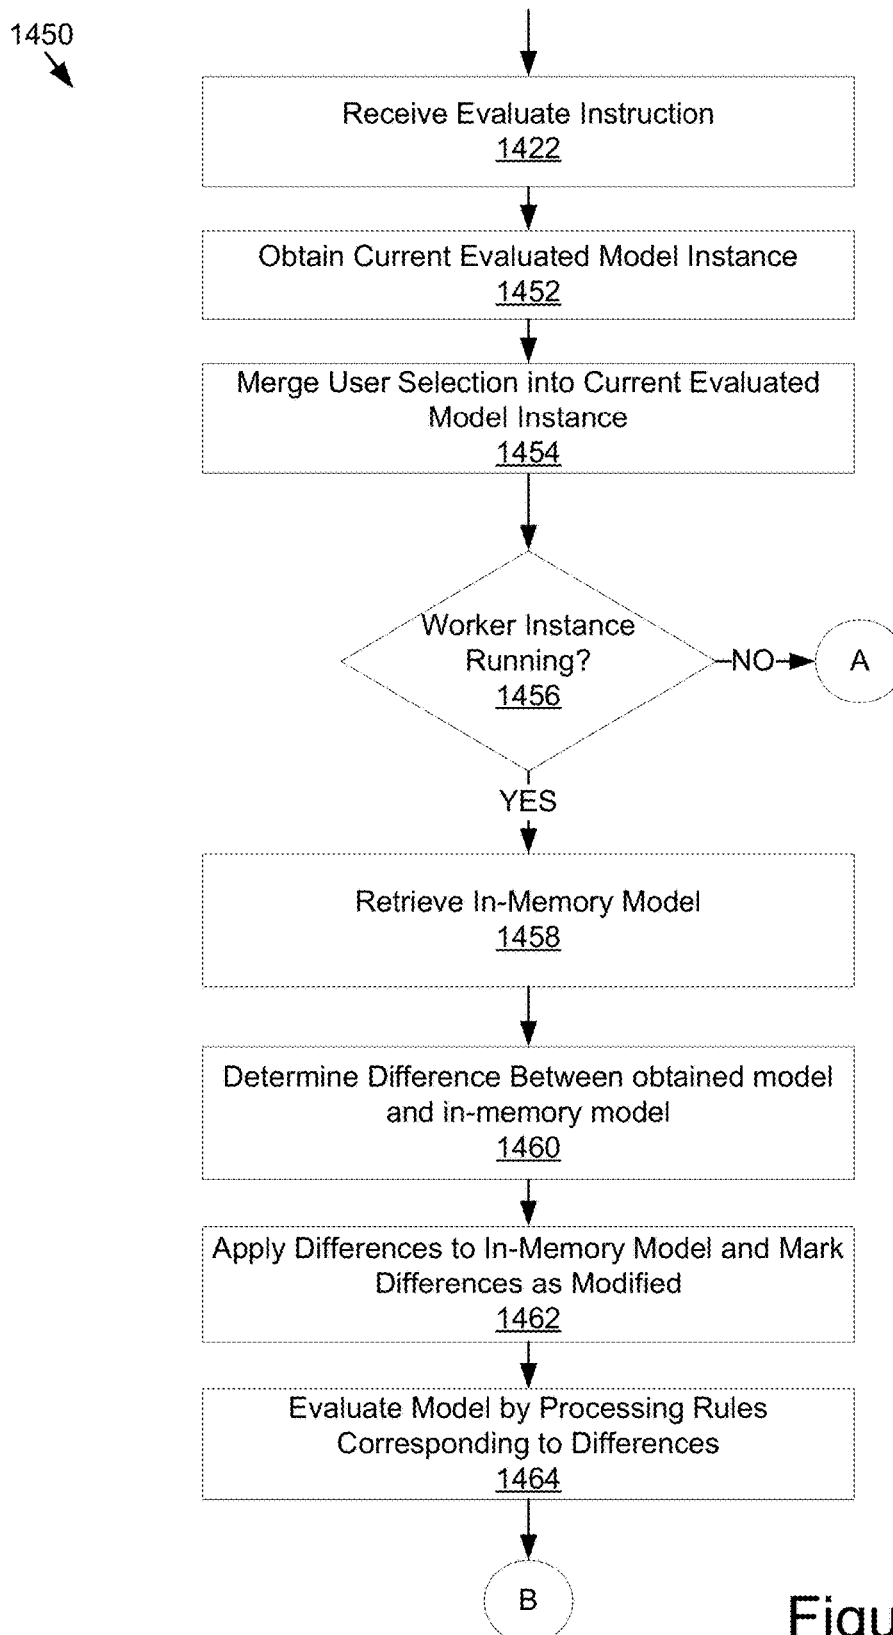 1450
Receive Evaluate Instruction
1422
Obtain Current Evaluated Model Instance
1452
Merge User Selection into Current Evaluated
Model Instance
1454
Worker Instance
Running?
1456
NO
A
YES
Retrieve In-Memory Model
1458
Determine Difference Between obtained model
and in-memory model
1460
Apply Differences to In-Memory Model and Mark
Differences as Modified
1462
Evaluate Model by Processing Rules
Corresponding to Differences
1464
B